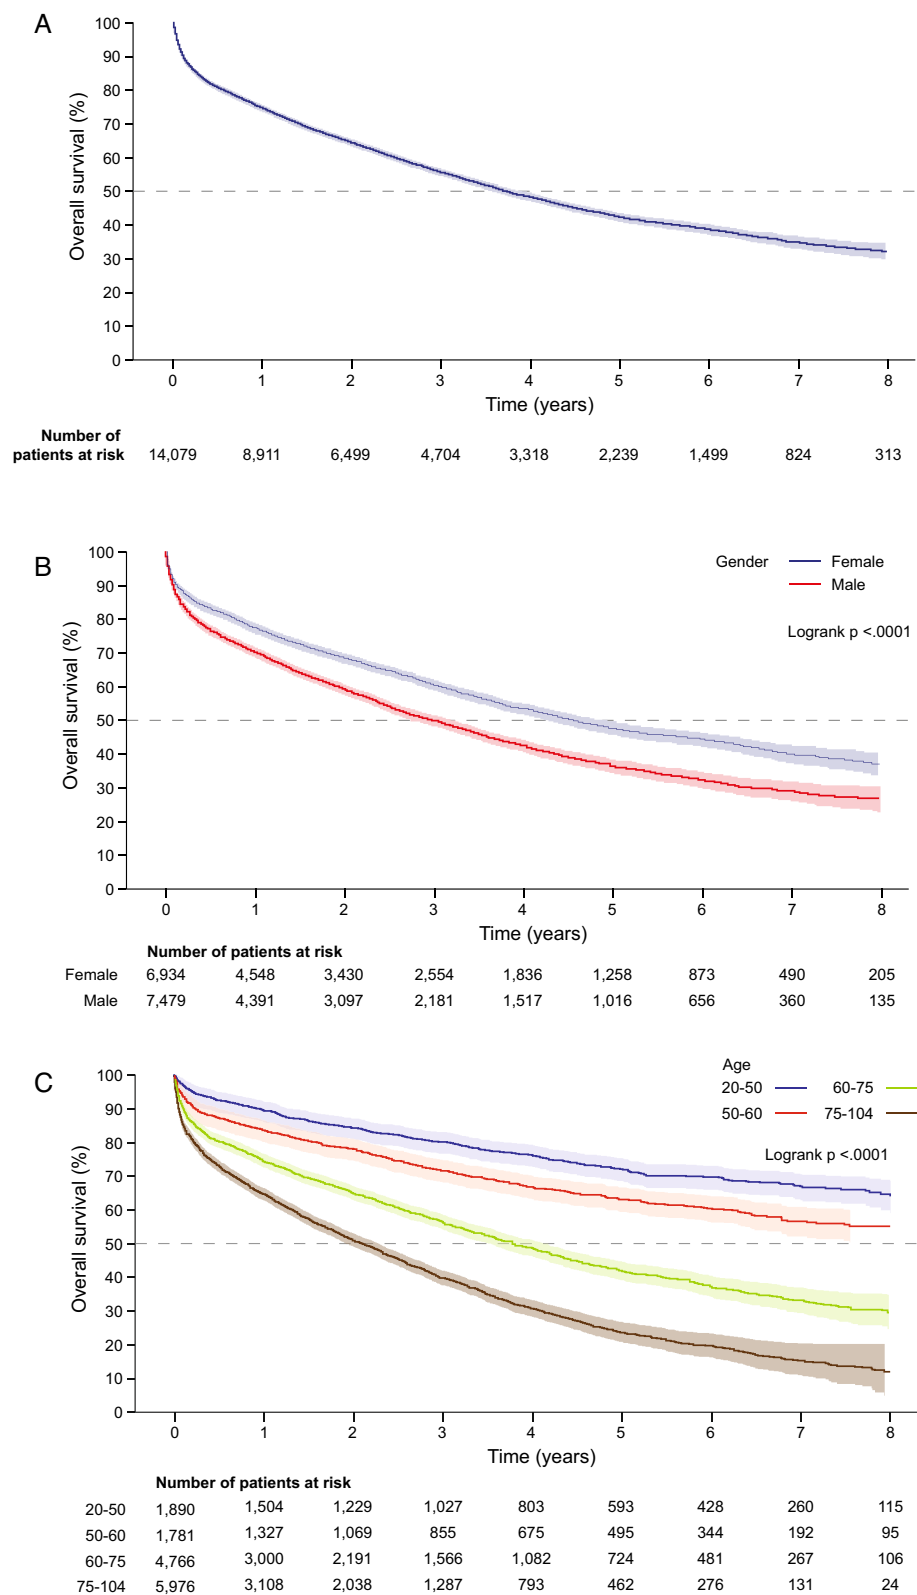 A
100
90
80
70
60
50
40
30
20
10
0
Overall survival (%)
0 1 2 3 4 5 6 7 8
Time (years)
Number of
patients at risk 14,079 8,911 6,499 4,704 3,318 2,239 1,499 824 313
B
100
90
80
70
60
50
40
30
20
10
0
Overall survival (%)
Gender Female
Male
Logrank p <.0001
0 1 2 3 4 5 6 7 8
Time (years)
Number of patients at risk
Female 6,934 4,548 3,430 2,554 1,836 1,258 873 490 205
Male 7,479 4,391 3,097 2,181 1,517 1,016 656 360 135
C
100
90
80
70
60
50
40
30
20
10
0
Overall survival (%)
Age
20-50 60-75
50-60 75-104
Logrank p <.0001
0 1 2 3 4 5 6 7 8
Time (years)
Number of patients at risk
20-50 1,890 1,504 1,229 1,027 803 593 428 260 115
50-60 1,781 1,327 1,069 855 675 495 344 192 95
60-75 4,766 3,000 2,191 1,566 1,082 724 481 267 106
75-104 5,976 3,108 2,038 1,287 793 462 276 131 24